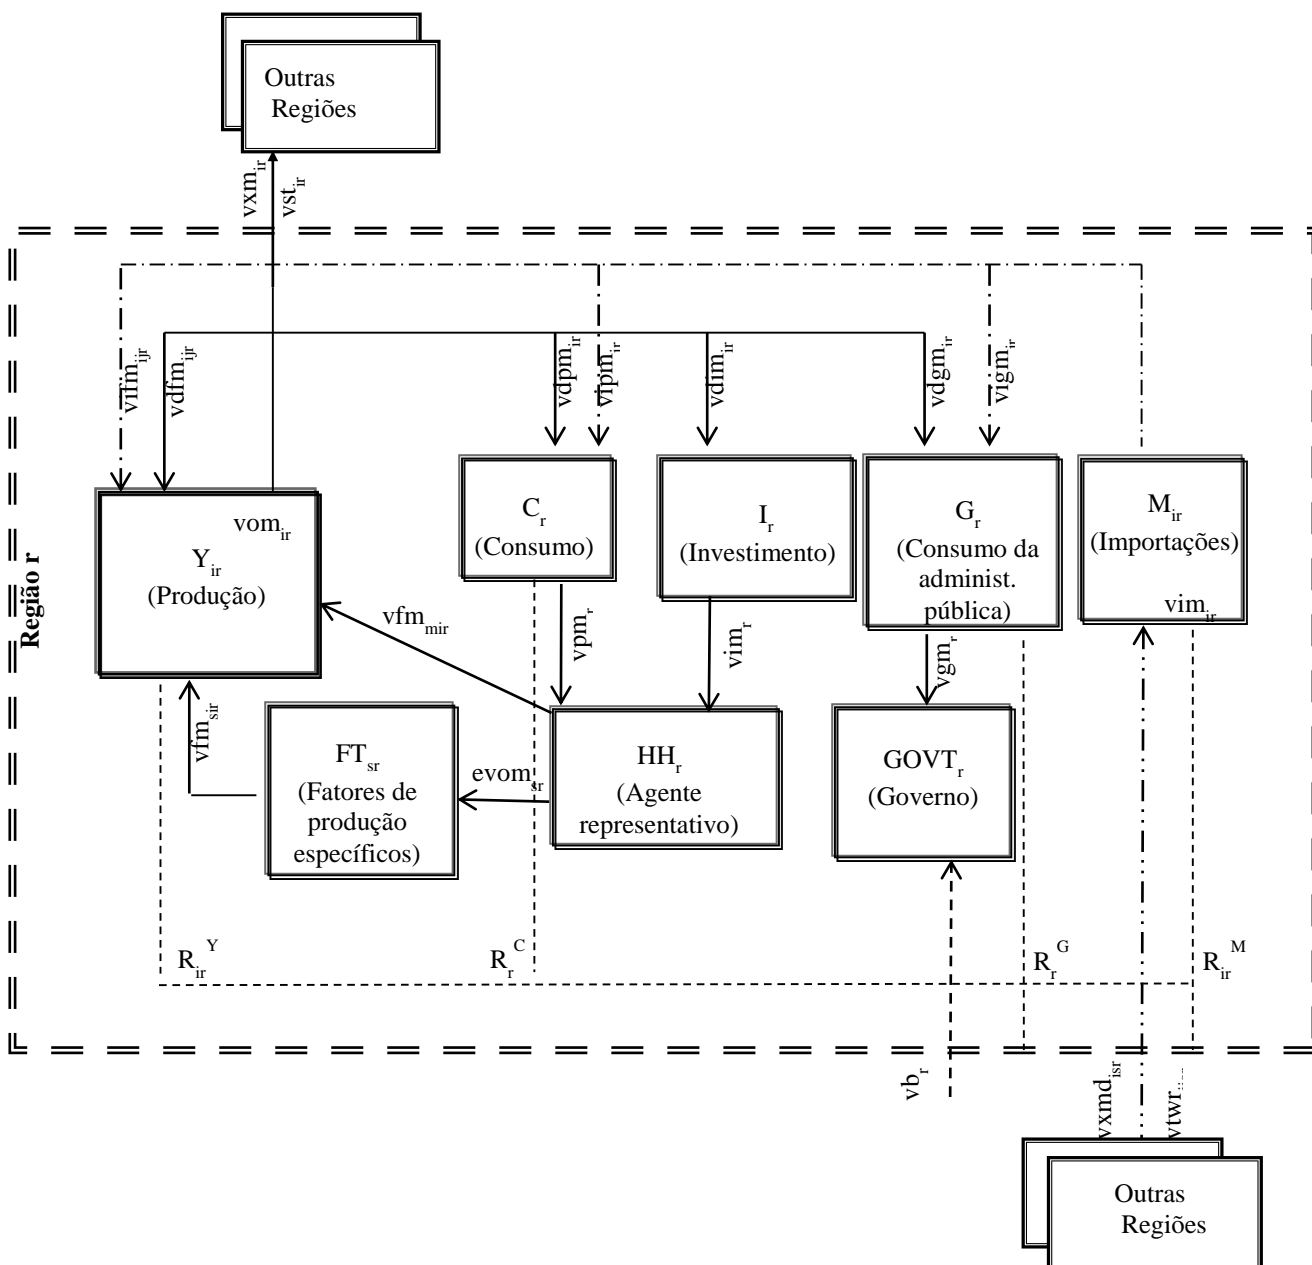 Outras
Regiões
vxm_ir
vst_ir
vifm_ijr
vdfm_ijr
vdpm_ir
vipm_ir
vdim_ir
vdgm_ir
vigm_ir
Região r
vom_ir
Y_ir
(Produção)
C_r
(Consumo)
I_r
(Investimento)
G_r
(Consumo da
administ.
pública)
M_ir
(Importações)
vim_ir
vfm_mir
vpm_r
vim_r
vgm_r
vfm_sir
FT_sr
(Fatores de
produção
específicos)
evom_sr
HH_r
(Agente
representativo)
GOVT_r
(Governo)
R_ir^Y
R_r^C
R_r^G
R_ir^M
vb_r
vxmd_isr
vtwr
Outras
Regiões